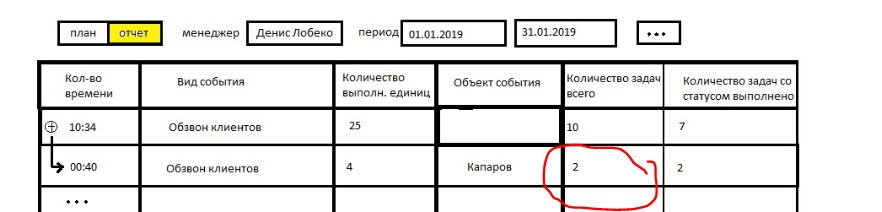 план отчет менеджер Денис Лобеко период 01.01.2019 31.01.2019 ...
Кол-во времени Вид события Количество выполн. единиц Объект события Количество задач всего Количество задач со статусом выполнено
10:34 Обзвон клиентов 25 10 7
00:40 Обзвон клиентов 4 Капаров 2 2
...